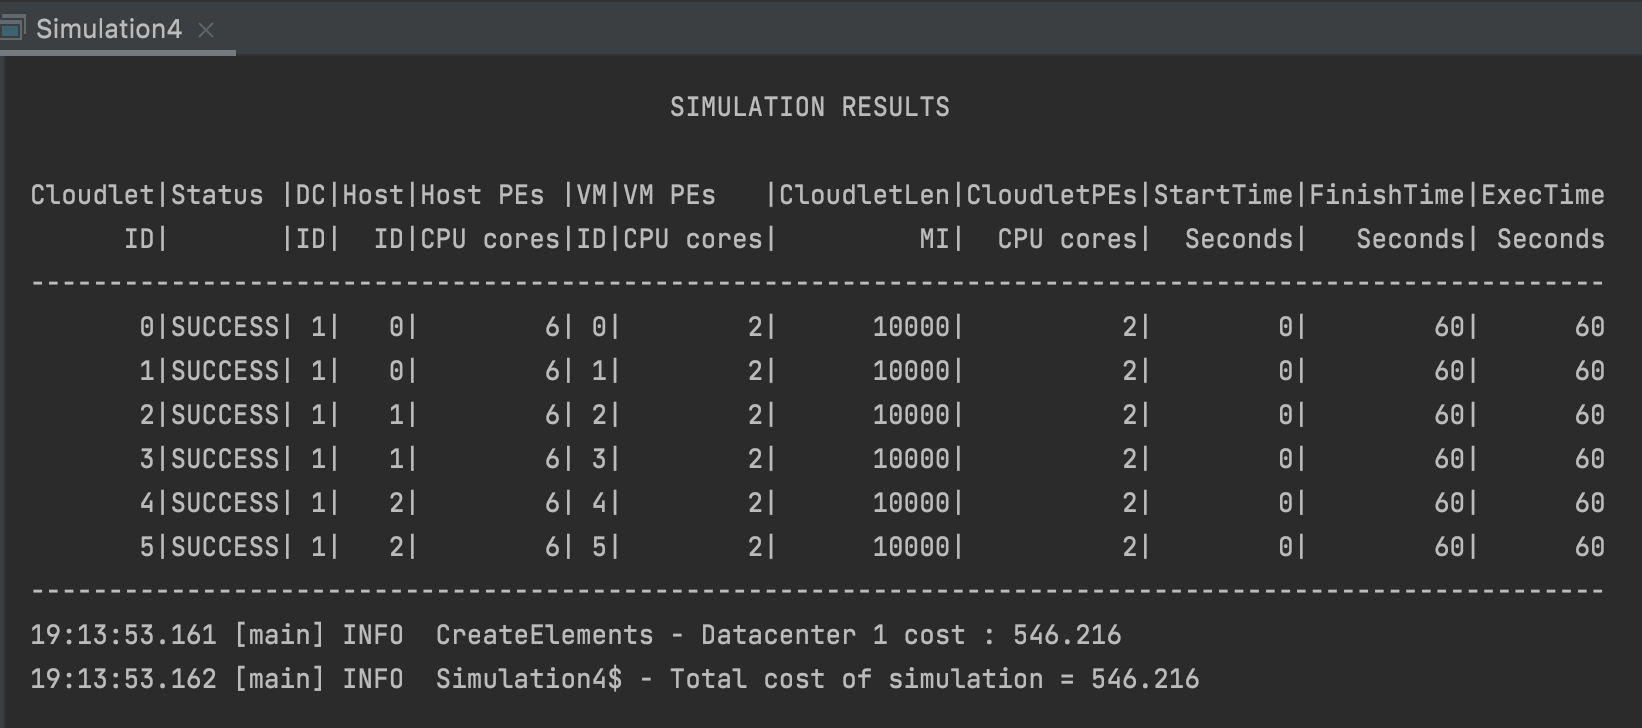 Simulation4
SIMULATION RESULTS
Cloudlet|Status |DC|Host|Host PEs |VM|VM PEs   |CloudletLen|CloudletPEs|StartTime|FinishTime|ExecTime
      ID|       |ID|  ID|CPU cores|ID|CPU cores|         MI|  CPU cores|  Seconds|   Seconds| Seconds
-----------------------------------------------------------------------------------------------------
       0|SUCCESS| 1|   0|        6| 0|        2|      10000|          2|        0|        60|      60
       1|SUCCESS| 1|   0|        6| 1|        2|      10000|          2|        0|        60|      60
       2|SUCCESS| 1|   1|        6| 2|        2|      10000|          2|        0|        60|      60
       3|SUCCESS| 1|   1|        6| 3|        2|      10000|          2|        0|        60|      60
       4|SUCCESS| 1|   2|        6| 4|        2|      10000|          2|        0|        60|      60
       5|SUCCESS| 1|   2|        6| 5|        2|      10000|          2|        0|        60|      60
-----------------------------------------------------------------------------------------------------
19:13:53.161 [main] INFO  CreateElements - Datacenter 1 cost : 546.216
19:13:53.162 [main] INFO  Simulation4$ - Total cost of simulation = 546.216